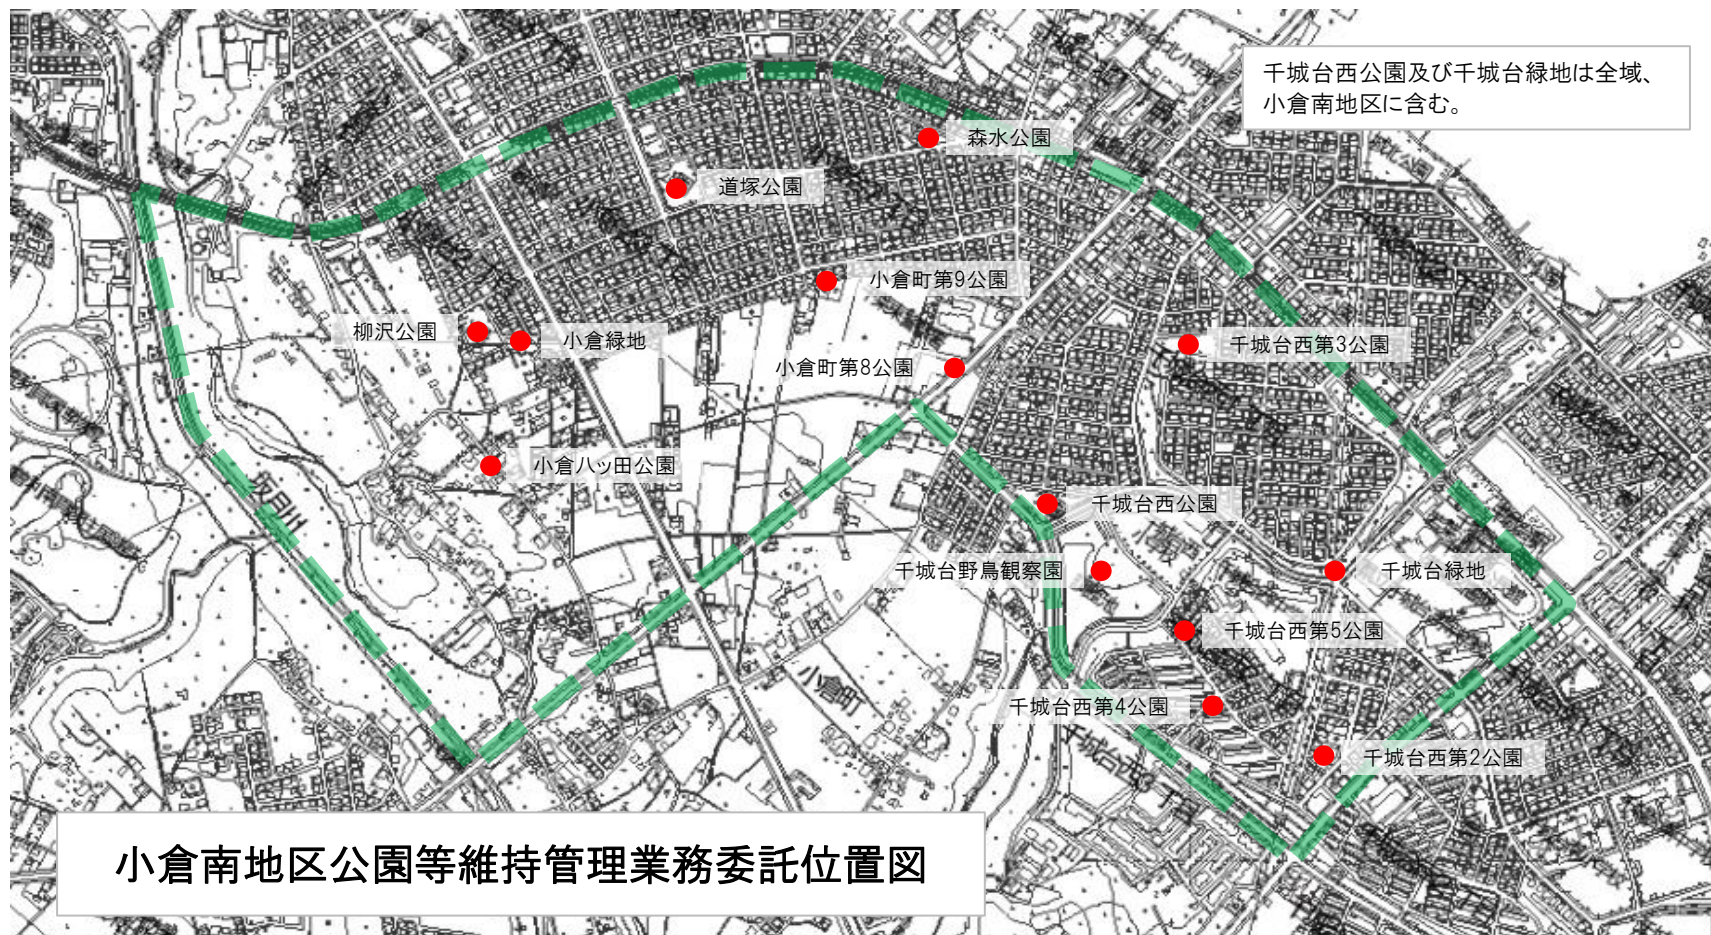 千城台西公園及び千城台緑地は全域、
小倉南地区に含む。
森水公園
道塚公園
小倉町第9公園
柳沢公園
小倉緑地
千城台西第3公園
小倉町第8公園
小倉八ッ田公園
千城台西公園
千城台野鳥観察園
千城台緑地
千城台西第5公園
小倉町
千城台西第4公園
千城台西第2公園
小倉南地区公園等維持管理業務委託位置図